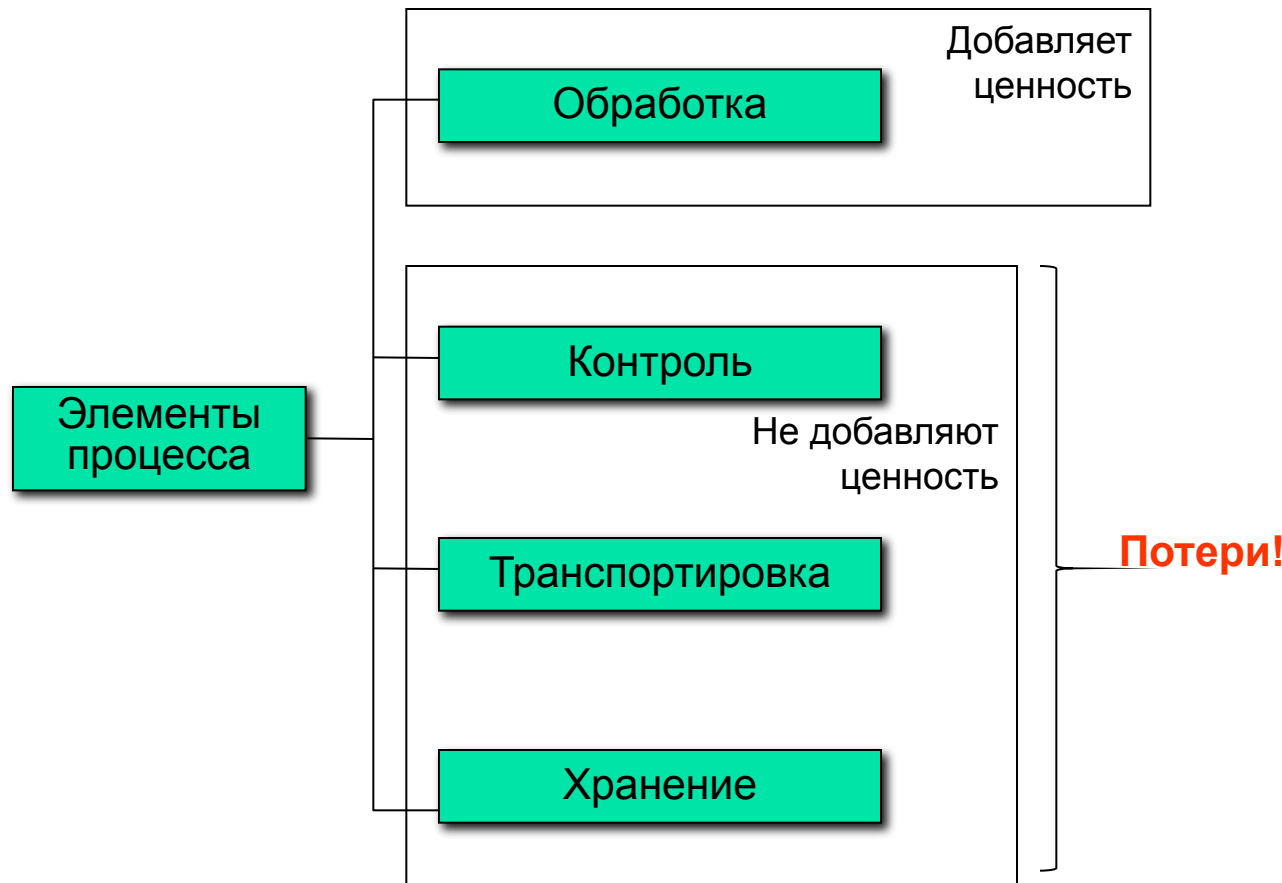 Добавляет
ценность
Обработка
Контроль
Элементы
процесса
Не добавляют
ценность
Потери!
Транспортировка
Хранение